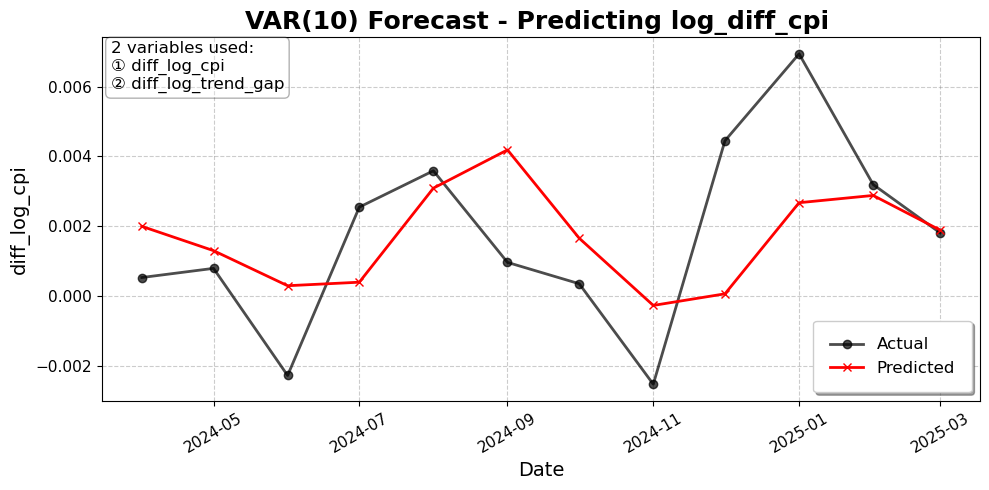 VAR(10) Forecast - Predicting log_diff_cpi
2 variables used:
① diff_log_cpi
② diff_log_trend_gap
0.006
0.004
0.002
0.000
−0.002
diff_log_cpi
Actual
Predicted
2024-05
2024-07
2024-09
2024-11
2025-01
2025-03
Date